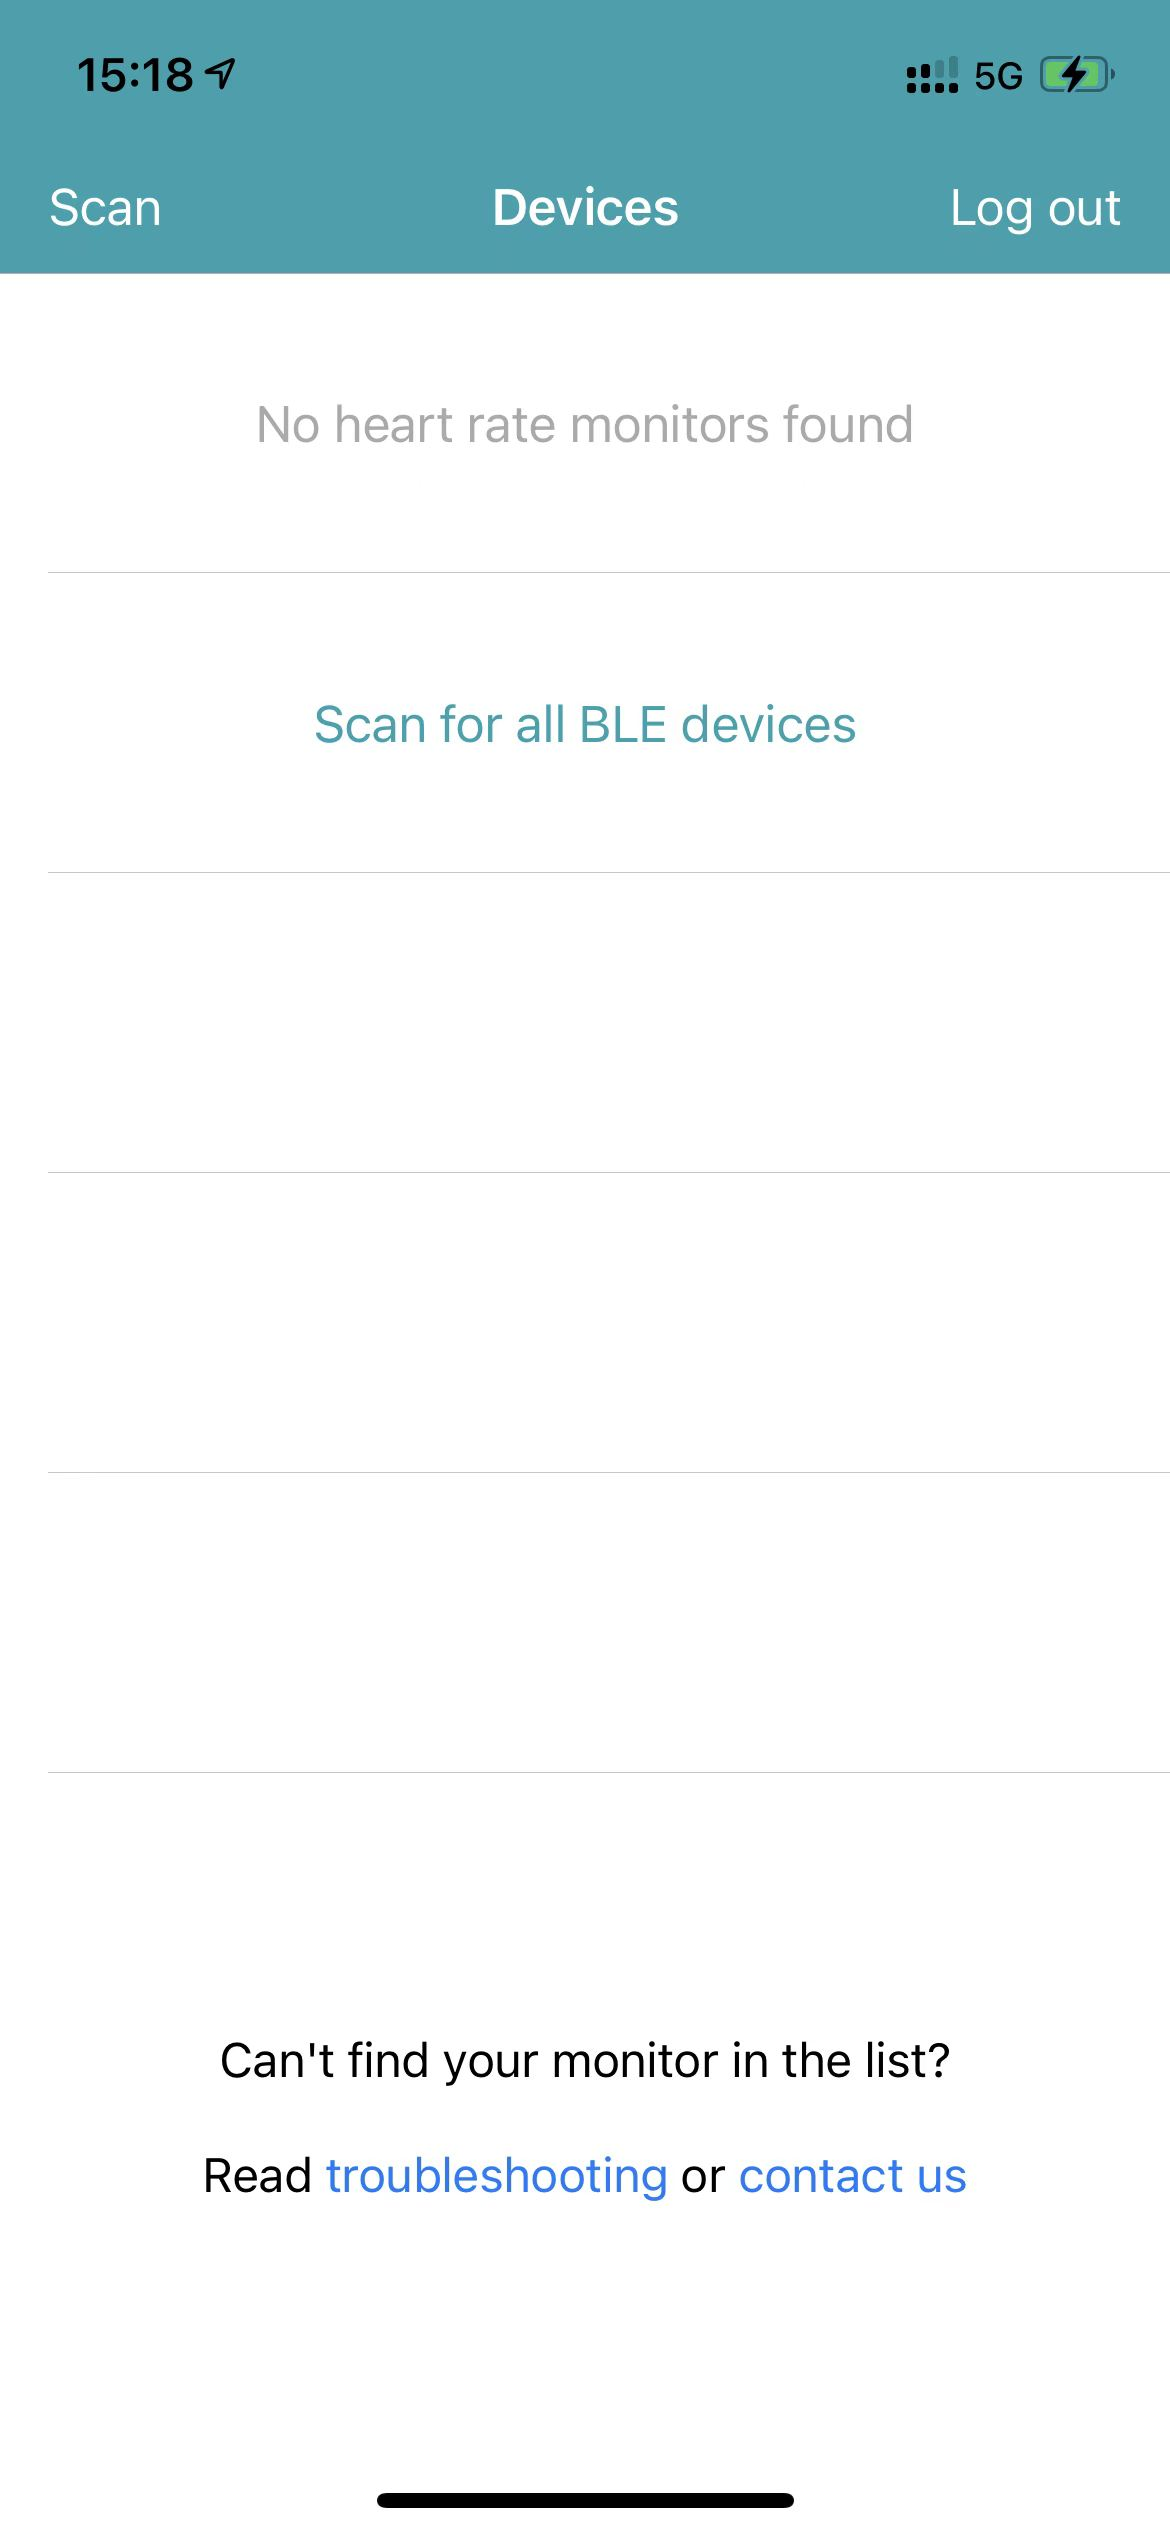 15:18 5G
Scan Devices Log out
No heart rate monitors found
Scan for all BLE devices
Can't find your monitor in the list?
Read troubleshooting or contact us